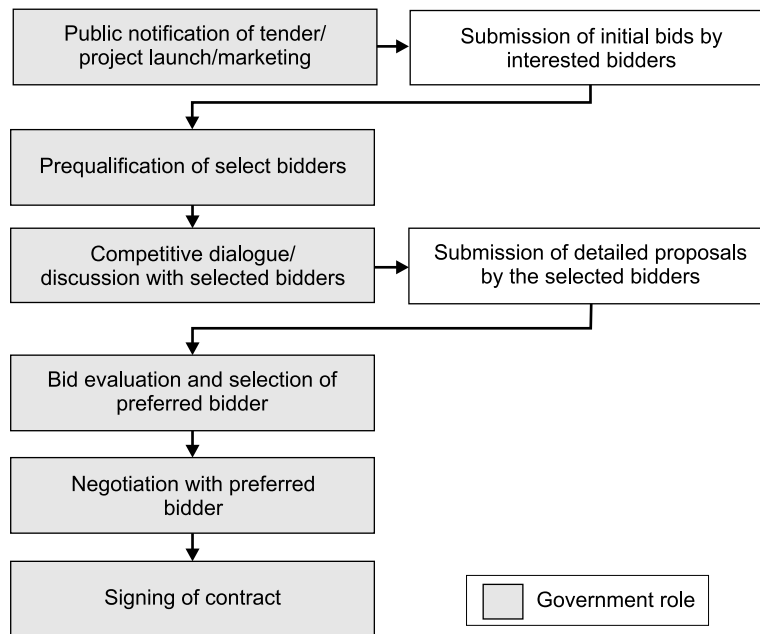 Public notification of tender/
project launch/marketing
Submission of initial bids by
interested bidders
Prequalification of select bidders
Competitive dialogue/
discussion with selected bidders
Submission of detailed proposals
by the selected bidders
Bid evaluation and selection of
preferred bidder
Negotiation with preferred
bidder
Signing of contract
Government role